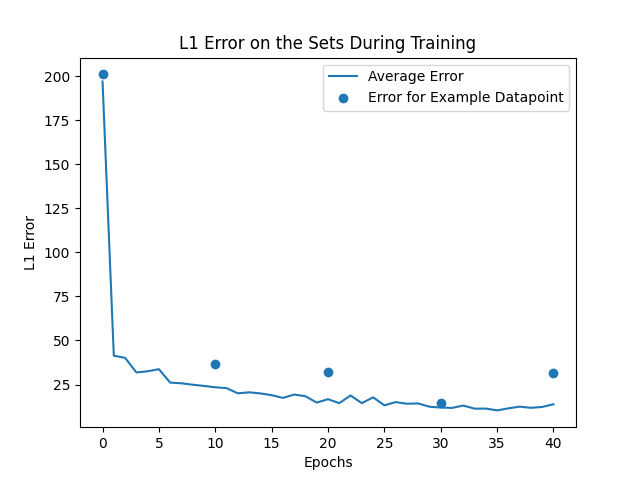 L1 Error on the Sets During Training
Average Error
Error for Example Datapoint
200
175
150
125
100
75
50
25
L1 Error
0 5 10 15 20 25 30 35 40
Epochs